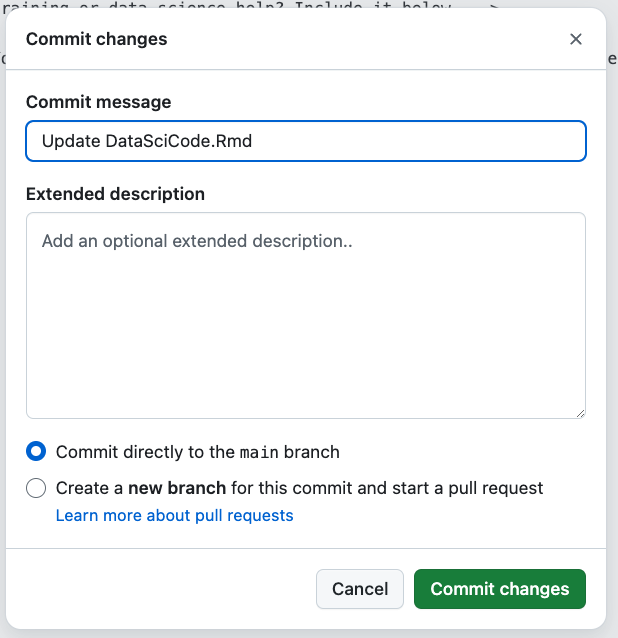 raining or data science help? Include it below
Commit changes
Commit message
Update DataSciCode.Rmd
Extended description
Add an optional extended description..
Commit directly to the main branch
Create a new branch for this commit and start a pull request
Learn more about pull requests
Cancel
Commit changes